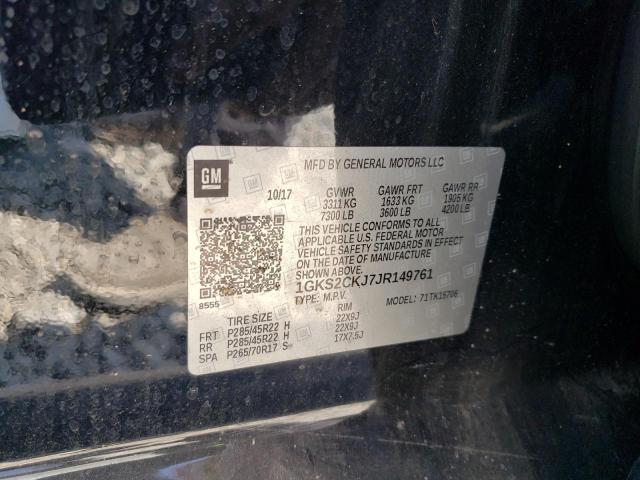 GM
MFD BY GENERAL MOTORS LLC
10/17 GVWR GAWR FRT GAWR RR
3311 KG 1633 KG 1905 KG
7300 LB 3600 LB 4200 LB
THIS VEHICLE CONFORMS TO ALL
APPLICABLE U.S. FEDERAL MOTOR
VEHICLE SAFETY STANDARDS IN EFFECT
ON THE DATE OF MANUFACTURE
SHOWN ABOVE.
1GKS2CKJ7JR149761
8555 TYPE: M.P.V. MODEL: 71TK15706
TIRE SIZE RIM
FRT P285/45R22 H 22X9J
RR P285/45R22 H 22X9J
SPA P265/70R17 S 17X7.5J